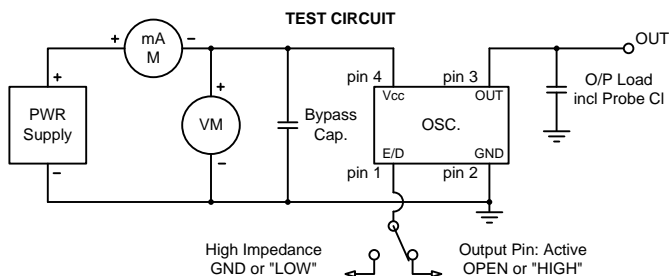 TEST CIRCUIT
+
mA
M
−
OUT
pin 4
pin 3
+
PWR
Supply
−
+
VM
−
Bypass
Cap.
Vcc
OUT
OSC.
E/D
GND
O/P Load
incl Probe Cl
pin 1
pin 2
High Impedance
GND or "LOW"
Output Pin: Active
OPEN or "HIGH"